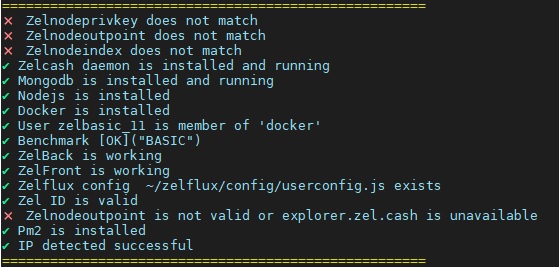 =====================================================
✗ Zelnodeprivkey does not match
✗ Zelnodeoutpoint does not match
✗ Zelnodeindex does not match
✔ Zelcash daemon is installed and running
✔ Mongodb is installed and running
✔ Nodejs is installed
✔ Docker is installed
✔ User zelbasic_11 is member of 'docker'
✔ Benchmark [OK]("BASIC")
✔ ZelBack is working
✔ ZelFront is working
✔ Zelflux config  ~/zelflux/config/userconfig.js exists
✔ Zel ID is valid
✗ Zelnodeoutpoint is not valid or explorer.zel.cash is unavailable
✔ Pm2 is installed
✔ IP detected successful
=====================================================